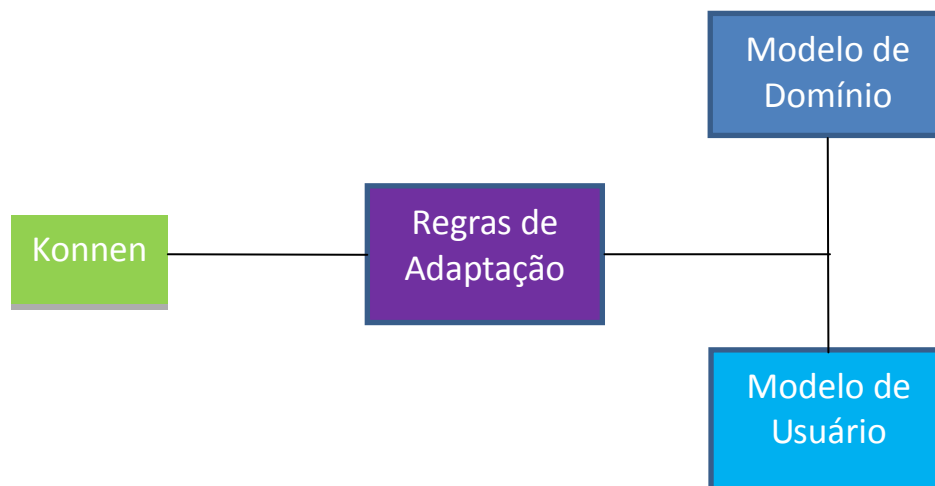 Modelo de
Domínio
Konnen
Regras de
Adaptação
Modelo de
Usuário